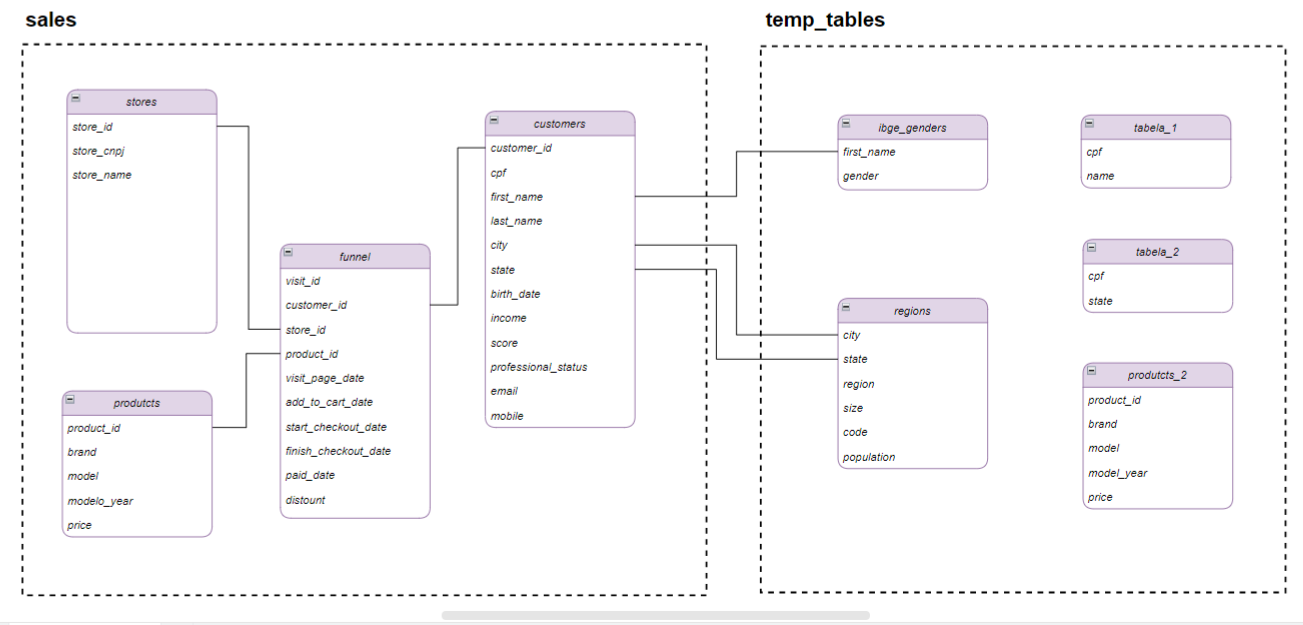 sales
stores
store_id
store_cnpj
store_name
produtcts
product_id
brand
model
modelo_year
price
funnel
visit_id
customer_id
store_id
product_id
visit_page_date
add_to_cart_date
start_checkout_date
finish_checkout_date
paid_date
distount
customers
customer_id
cpf
first_name
last_name
city
state
birth_date
income
score
professional_status
email
mobile
temp_tables
ibge_genders
first_name
gender
regions
city
state
region
size
code
population
tabela_1
cpf
name
tabela_2
cpf
state
produtcts_2
product_id
brand
model
model_year
price